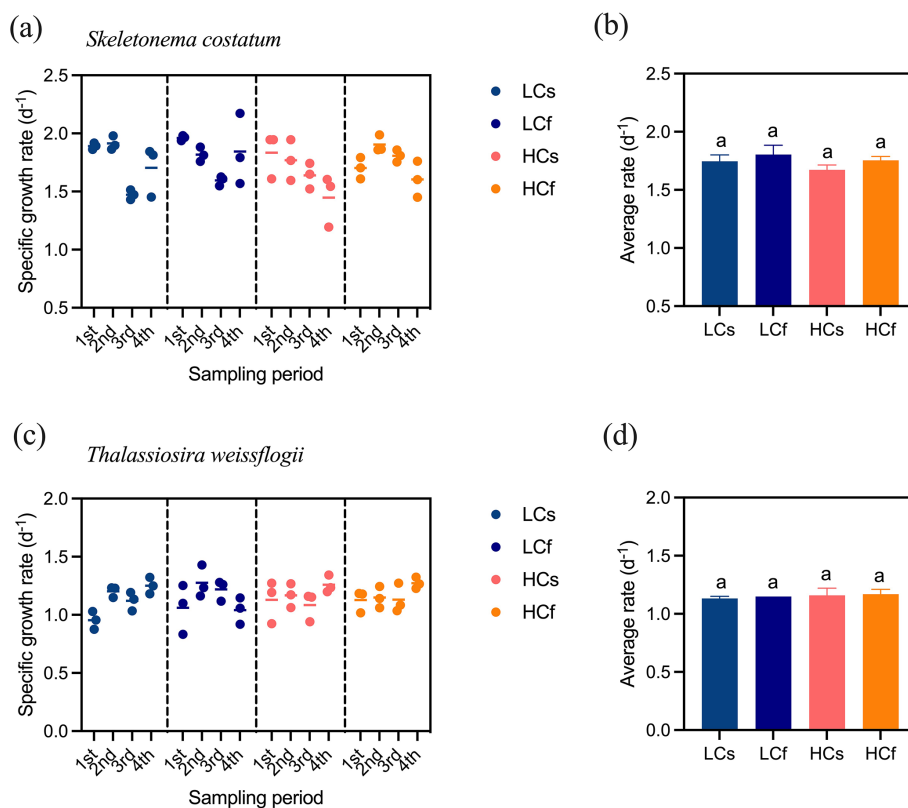 (a)
Skeletonema costatum
Specific growth rate (d⁻¹)
2.5
2.0
1.5
1.0
0.5
1st 2nd 3rd 4th 1st 2nd 3rd 4th 1st 2nd 3rd 4th 1st 2nd 3rd 4th
Sampling period
LCs
LCf
HCs
HCf
(b)
Average rate (d⁻¹)
2.5
2.0
1.5
1.0
0.5
a a a a
LCs LCf HCs HCf
(c)
Thalassiosira weissflogii
Specific growth rate (d⁻¹)
2.0
1.5
1.0
0.5
0.0
1st 2nd 3rd 4th 1st 2nd 3rd 4th 1st 2nd 3rd 4th 1st 2nd 3rd 4th
Sampling period
LCs
LCf
HCs
HCf
(d)
Average rate (d⁻¹)
2.0
1.5
1.0
0.5
0.0
a a a a
LCs LCf HCs HCf